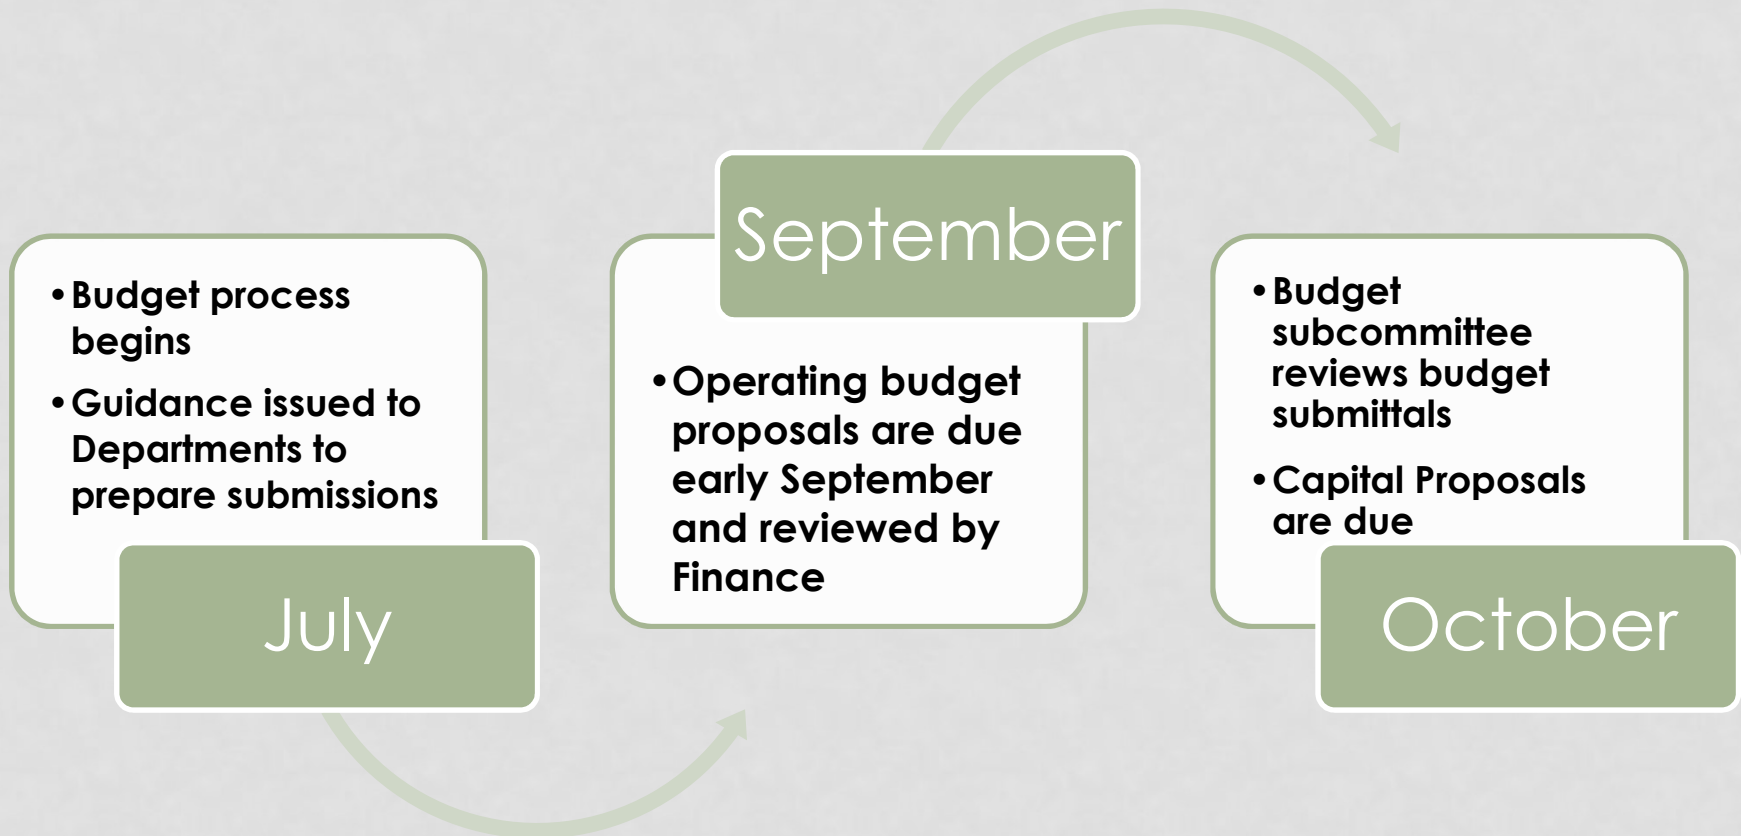 •Budget process
begins
•Guidance issued to
Departments to
prepare submissions
July
September
•Operating budget
proposals are due
early September
and reviewed by
Finance
•Budget
subcommittee
reviews budget
submittals
•Capital Proposals
are due
October